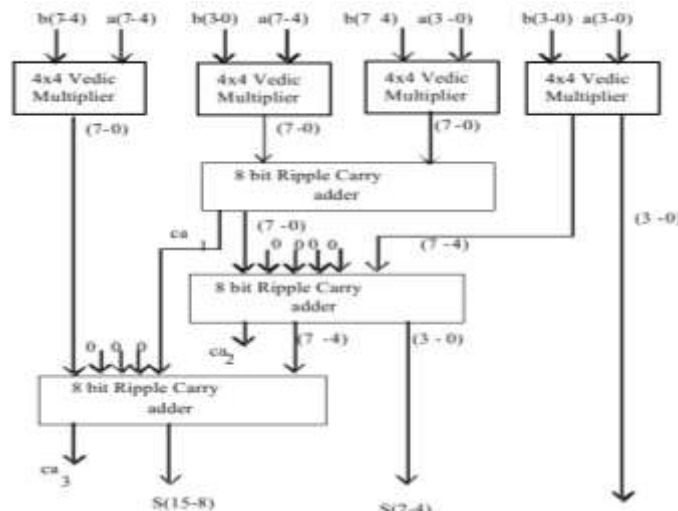 b(7-4) a(7-4) b(3-0) a(7-4) b(7 4) a(3-0) b(3-0) a(3-0)
4x4 Vedic Multiplier
4x4 Vedic Multiplier
4x4 Vedic Multiplier
4x4 Vedic Multiplier
(7-0)
(7-0)
(7-0)
8 bit Ripple Carry
adder
(3-0)
ca 1
(7-0)
0 0 0 0
(7-4)
8 bit Ripple Carry
adder
0 0 0
ca 2
(7-4)
(3-0)
8 bit Ripple Carry
adder
ca 3
S(15-8)
S(7-4)